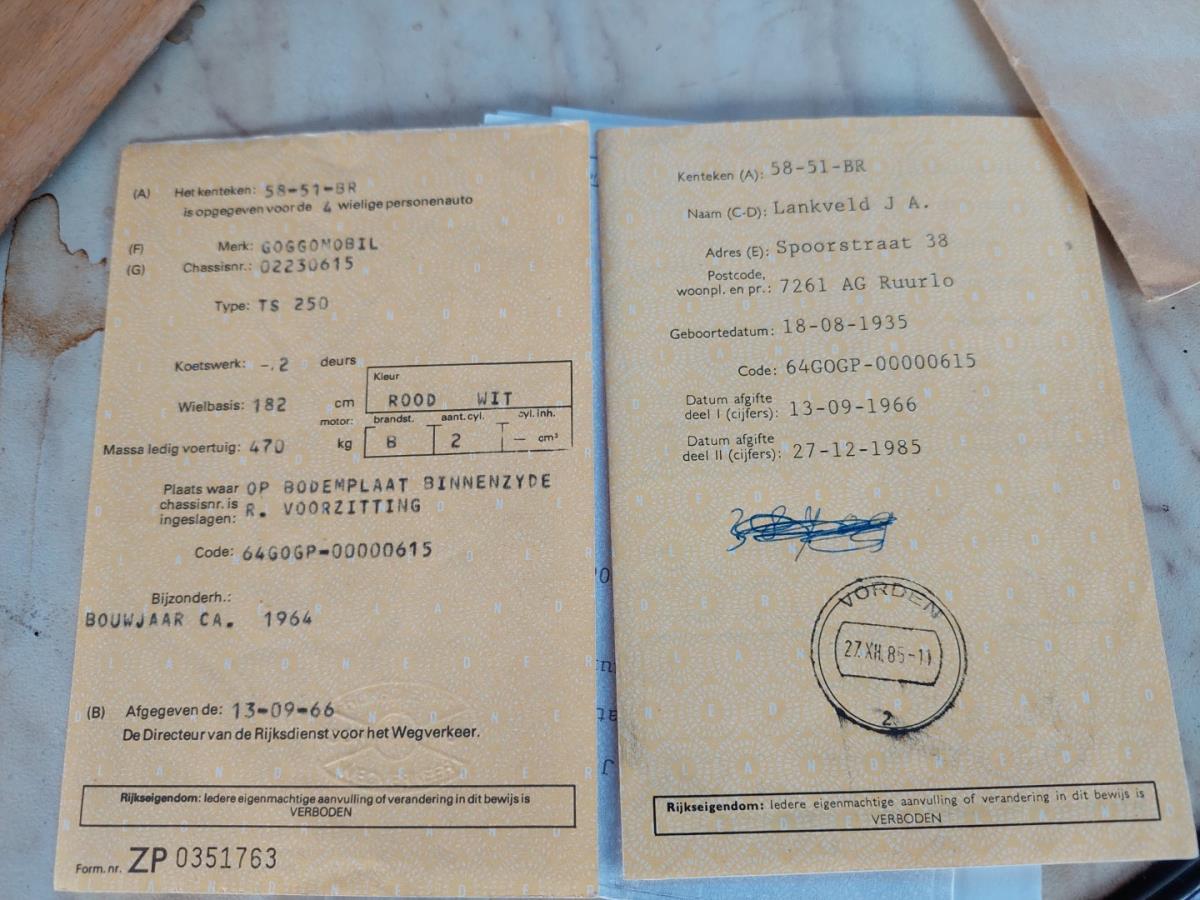 (A) Het kenteken: 58-51-BR
is opgegeven voor de 4 wielige personenauto
(F) Merk: GOGGOMOBIL
(G) Chassisnr.: 02230615
Type: TS 250
Koetswerk: -. 2 deurs
Kleur
ROOD WIT
Wielbasis: 182 cm
motor: brandst. aant. cyl. cyl. inh.
B 2 — cm³
Massa ledig voertuig: 470 kg
Plaats waar OP BODEMPLAAT BINNENZYDE
chassisnr. is R. VOORZITTING
ingeslagen:
Code: 64GOGP-00000615
Bijzonderh.:
BOUWJAAR CA. 1964
(B) Afgegeven de: 13-09-66
De Directeur van de Rijksdienst voor het Wegverkeer.
Rijkseigendom: Iedere eigenmachtige aanvulling of verandering in dit bewijs is
VERBODEN
Form. nr. ZP 0351763
Kenteken (A): 58-51-BR
Naam (C-D): Lankveld J A.
Adres (E): Spoorstraat 38
Postcode,
woonpl. en pr.: 7261 AG Ruurlo
Geboortedatum: 18-08-1935
Code: 64GOGP-00000615
Datum afgifte
deel I (cijfers): 13-09-1966
Datum afgifte
deel II (cijfers): 27-12-1985
VORDEN
27.XII.85-11
2
Rijkseigendom: Iedere eigenmachtige aanvulling of verandering in dit bewijs is
VERBODEN